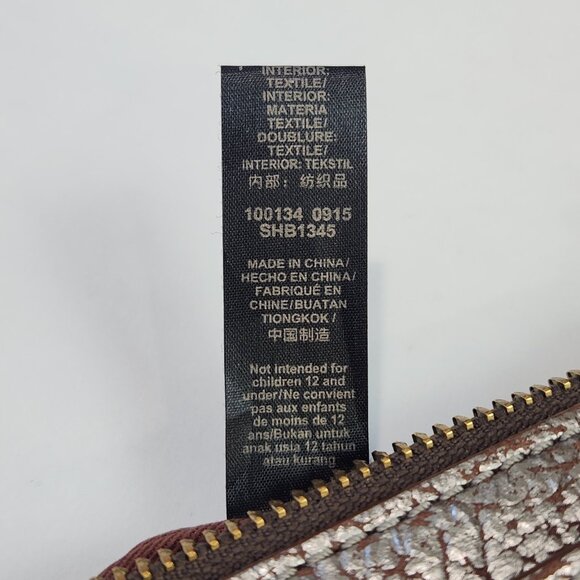 INTERIOR:
TEXTILE/
INTERIOR:
MATERIA
TEXTILE/
DOUBLURE:
TEXTILE/
INTERIOR: TEKSTIL
内部：纺织品
100134 0915
SHB1345
MADE IN CHINA/
HECHO EN CHINA/
FABRIQUÉ EN
CHINE/BUATAN
TIONGKOK/
中国制造
Not intended for
children 12 and
under/Ne convient
pas aux enfants
de moins de 12
ans/Bukan untuk
anak usia 12 tahun
atau kurang